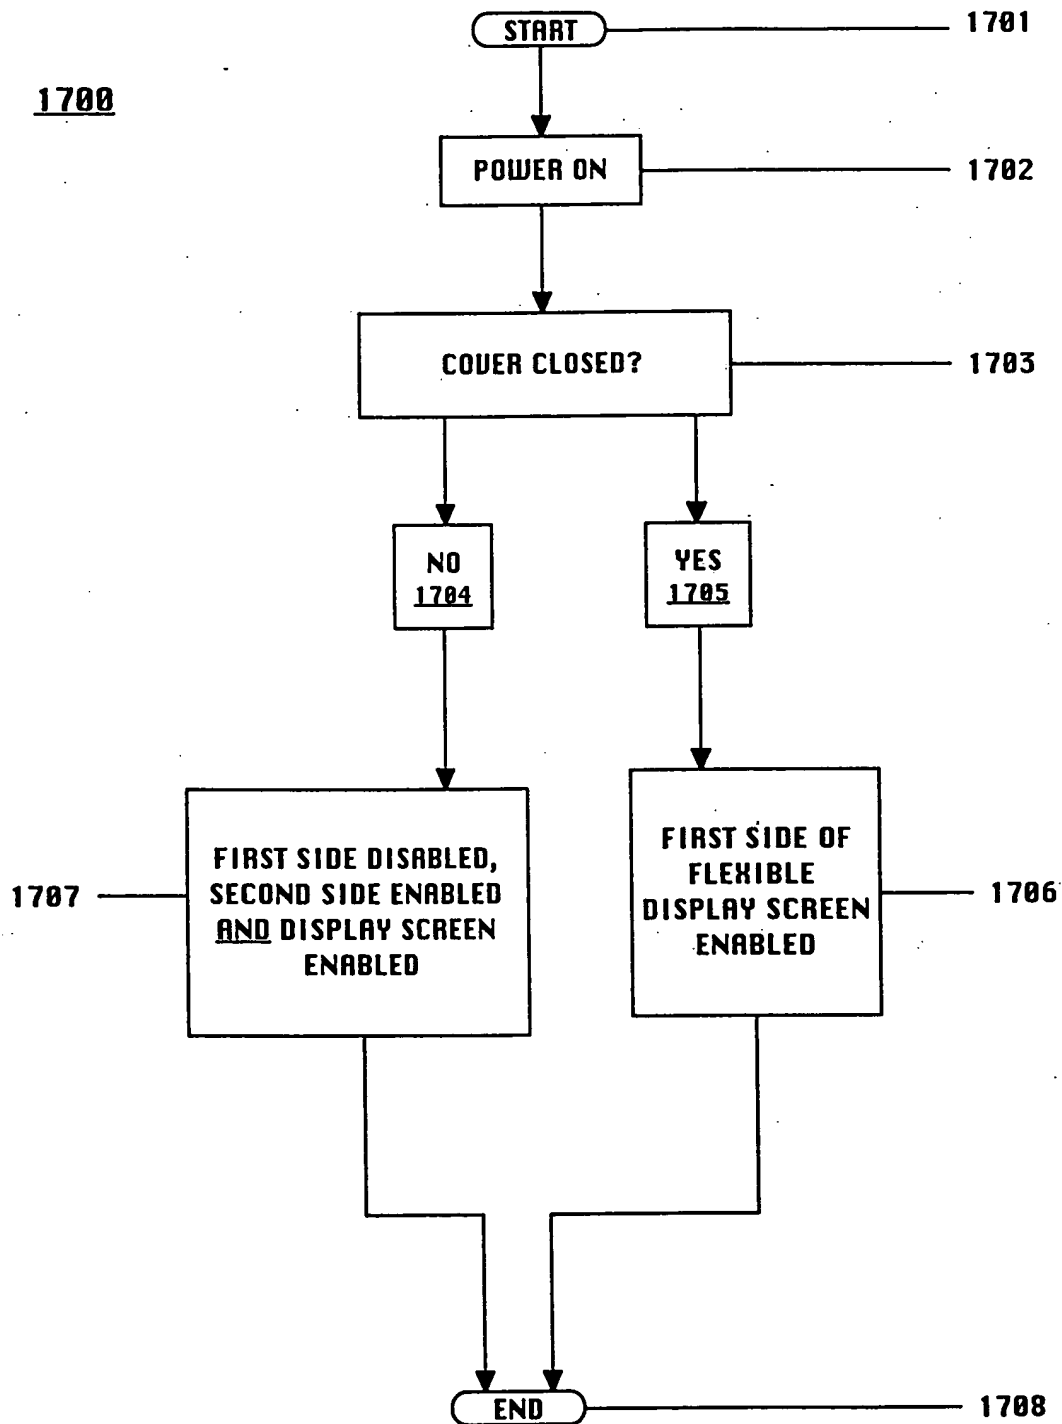 START
1701
1700
POWER ON
1702
COVER CLOSED?
1703
NO
1704
YES
1705
FIRST SIDE DISABLED,
SECOND SIDE ENABLED
AND DISPLAY SCREEN
ENABLED
1707
FIRST SIDE OF
FLEXIBLE
DISPLAY SCREEN
ENABLED
1706
END
1708